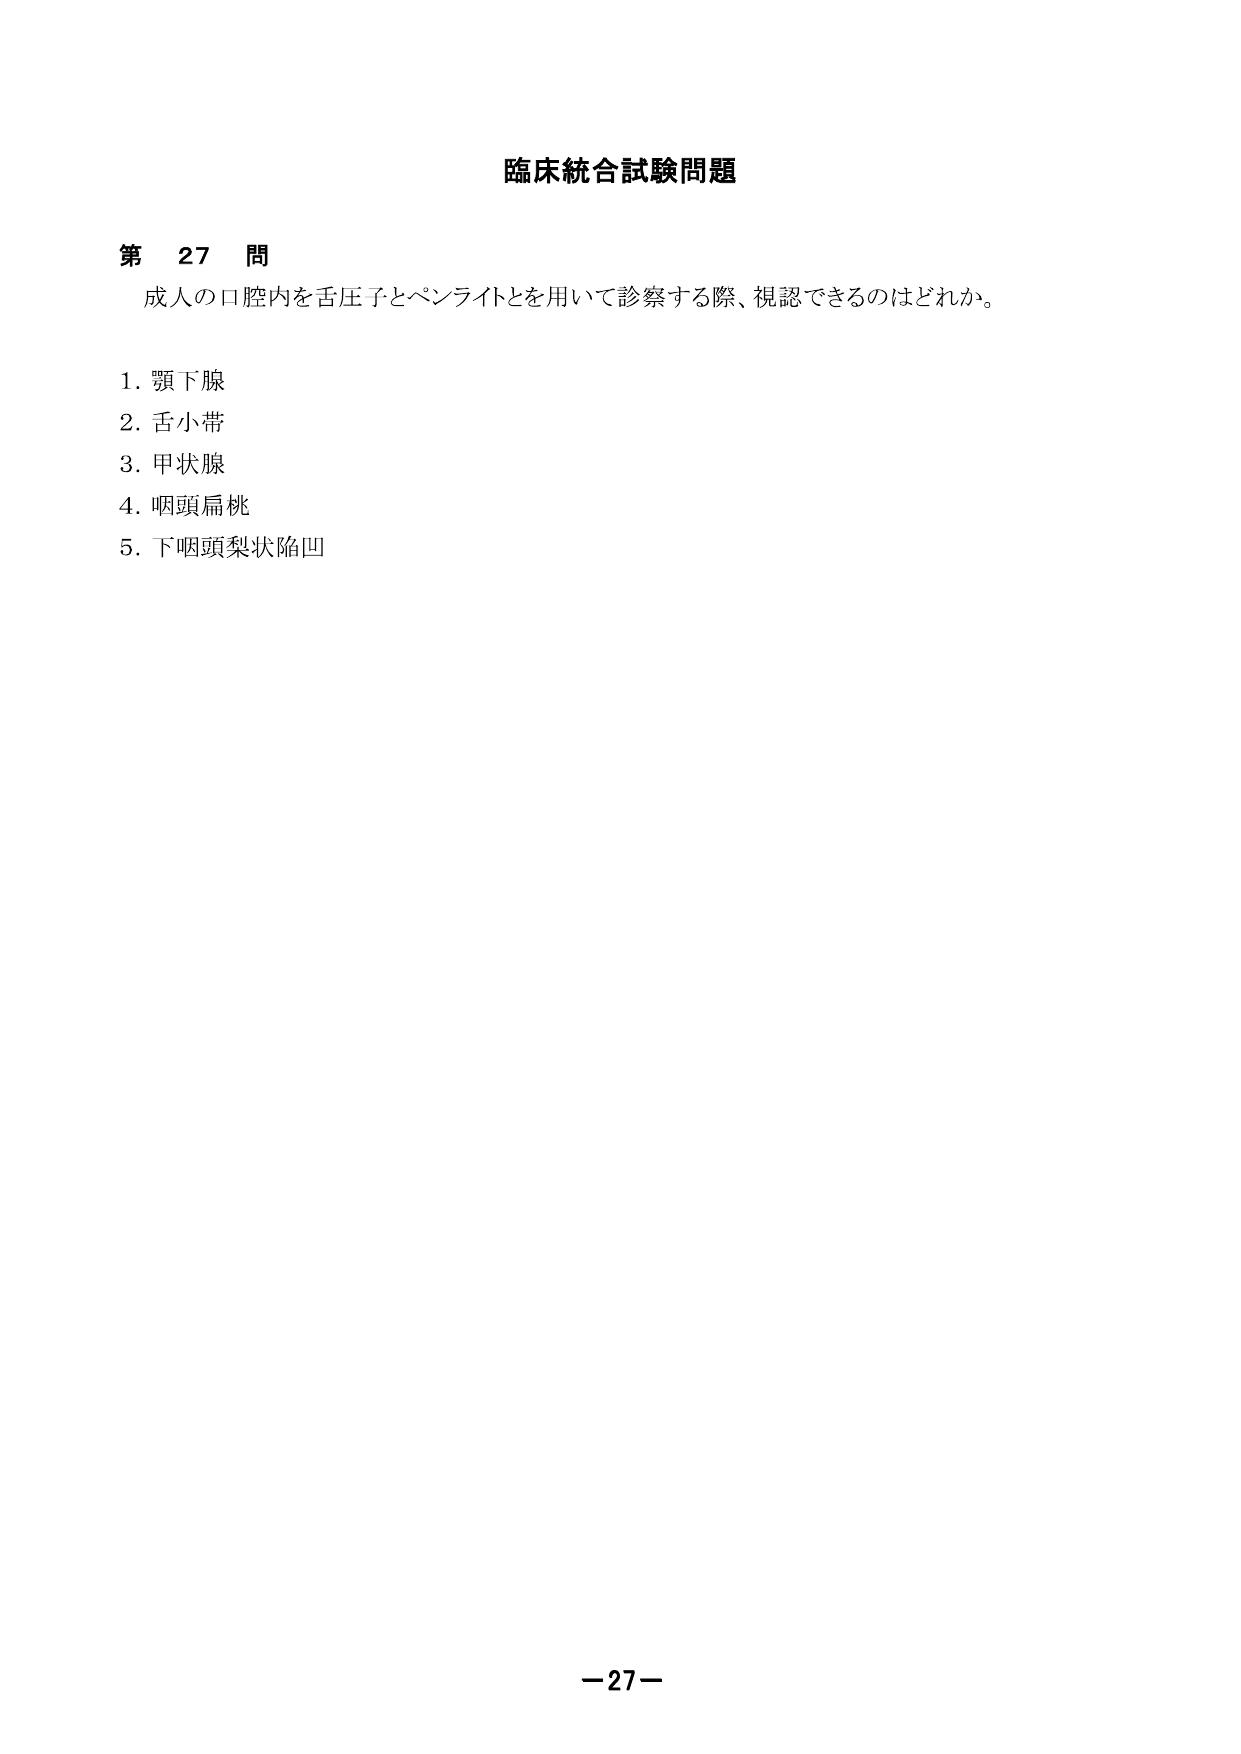 臨床統合試験問題
第 27 問
成人の口腔内を舌圧子とペンライトとを用いて診察する際、視認できるのはどれか。
1. 顎下腺
2. 舌小帯
3. 甲状腺
4. 咽頭扁桃
5. 下咽頭梨状陥凹
－27－